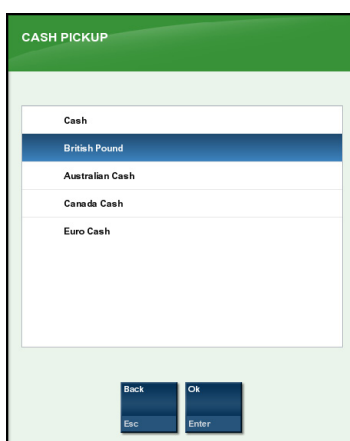 CASH PICKUP
Cash
British Pound
Australian Cash
Canada Cash
Euro Cash
Back Ok
Esc Enter